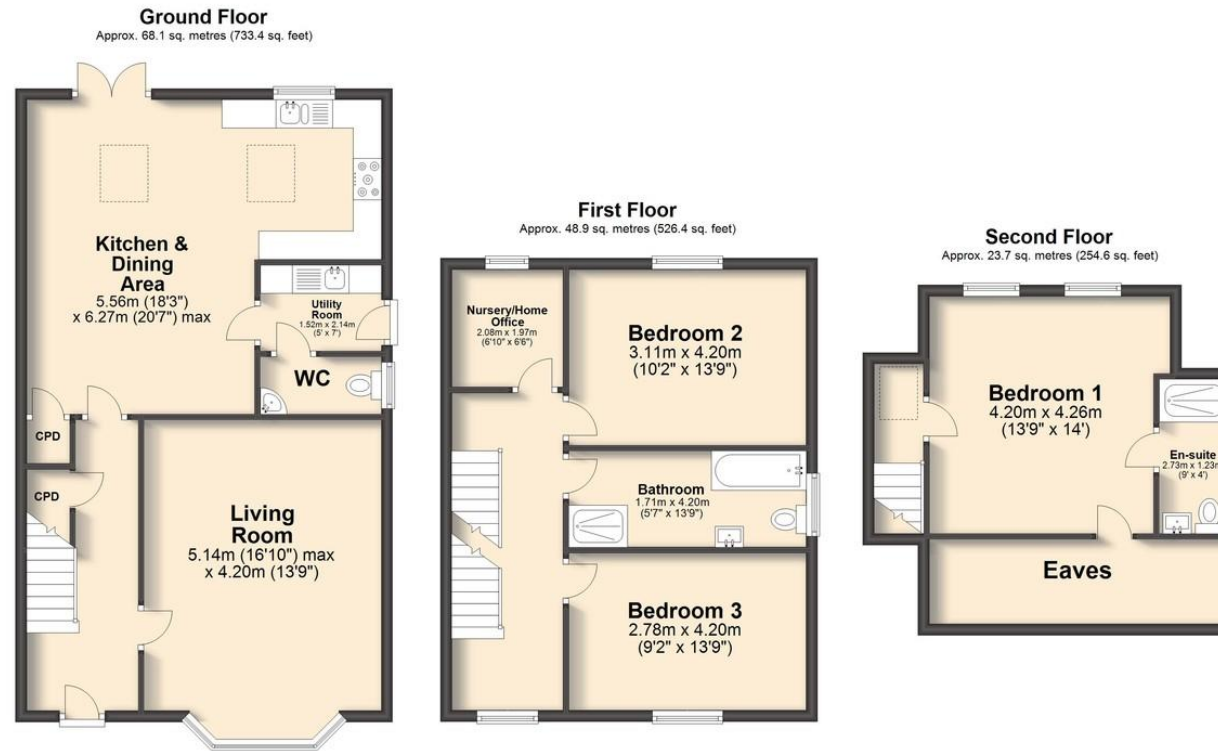 Ground Floor
Approx. 68.1 sq. metres (733.4 sq. feet)
Kitchen &
Dining
Area
5.56m (18'3")
x 6.27m (20'7") max
Utility
Room
1.52m x 2.14m
(5' x 7')
WC
CPD
CPD
Living
Room
5.14m (16'10") max
x 4.20m (13'9")
First Floor
Approx. 48.9 sq. metres (526.4 sq. feet)
Nursery/Home
Office
2.08m x 1.97m
(6'10" x 6'6")
Bedroom 2
3.11m x 4.20m
(10'2" x 13'9")
Bathroom
1.71m x 4.20m
(5'7" x 13'9")
Bedroom 3
2.78m x 4.20m
(9'2" x 13'9")
Second Floor
Approx. 23.7 sq. metres (254.6 sq. feet)
Bedroom 1
4.20m x 4.26m
(13'9" x 14')
En-suite
2.73m x 1.23m
(9' x 4')
Eaves